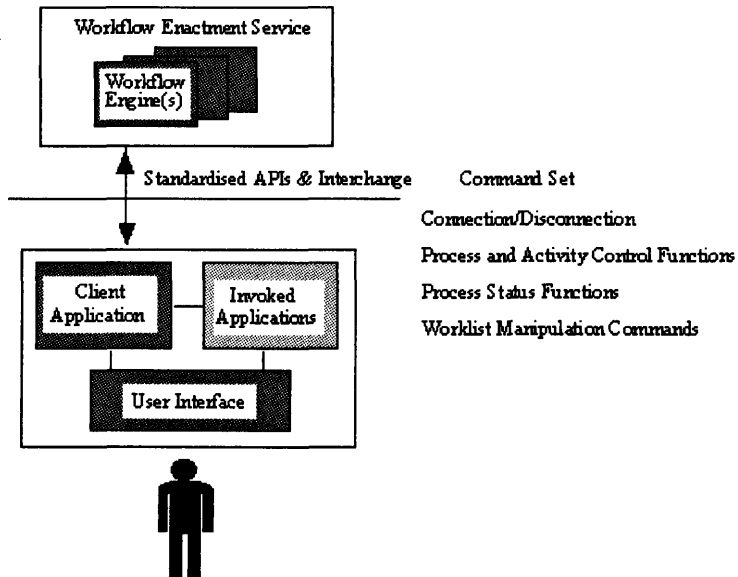 Workflow Enactment Service
Workflow
Engine(s)
Standardised APIs & Interchange
Command Set
Connection/Disconnection
Process and Activity Control Functions
Process Status Functions
Worklist Manipulation Commands
Client
Application
Invoked
Applications
User Interface